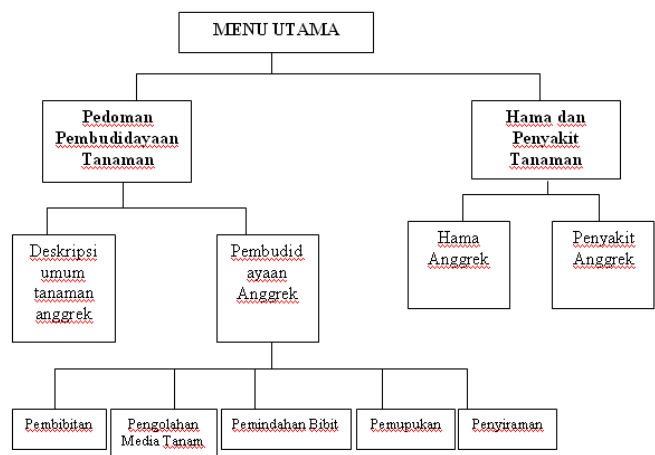 MENU UTAMA
Pedoman
Pembudidayaan
Tanaman
Hama dan
Penyakit
Tanaman
Deskripsi
umum
tanaman
anggrek
Pembudid
ayaan
Anggrek
Hama
Anggrek
Penyakit
Anggrek
Pembibitan
Pengolahan
Media Tanam
Pemindahan Bibit
Pemupukan
Penyiraman